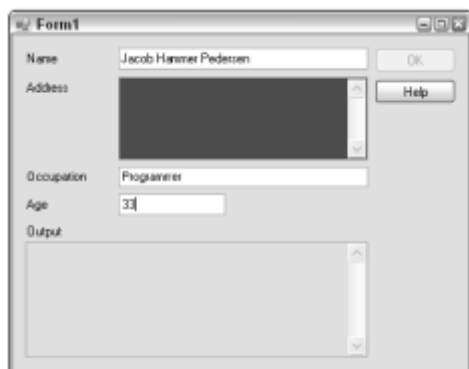 Form1
Name Jacob Hammer Pedersen OK
Address Help
Occupation Programmer
Age 33
Output